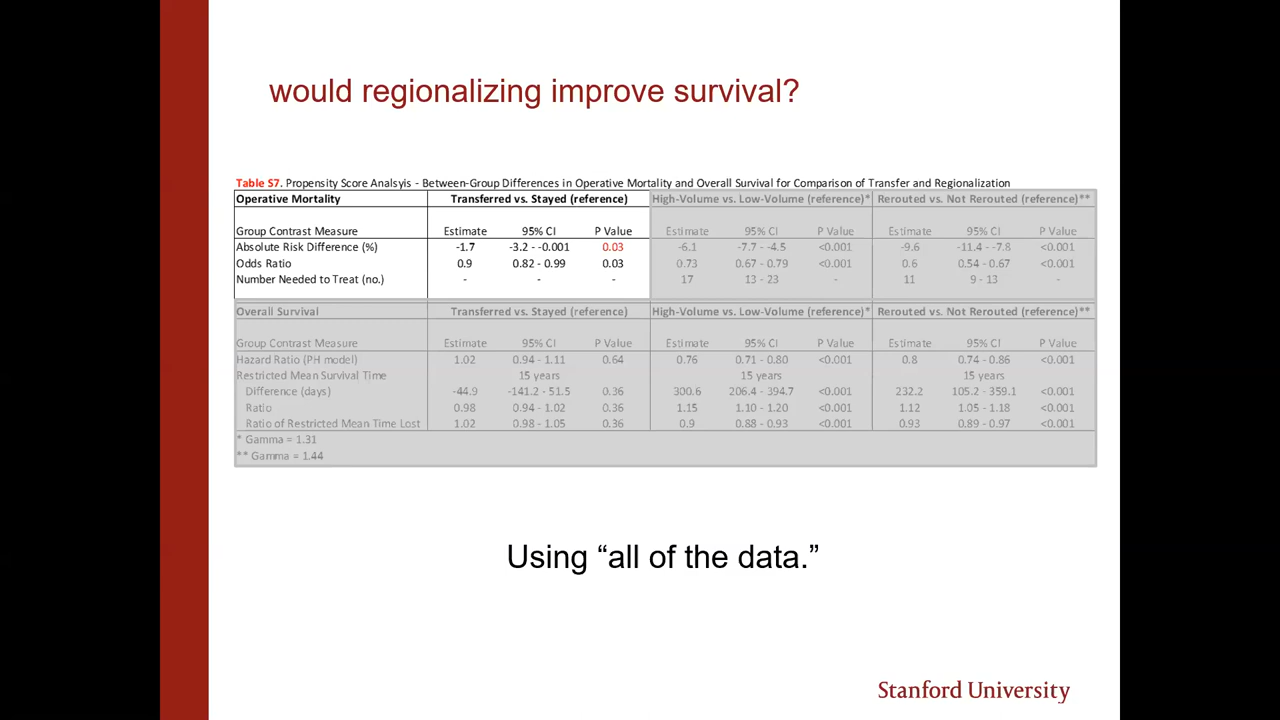 would regionalizing improve survival?
Table S7. Propensity Score Analsyis - Between-Group Differences in Operative Mortality and Overall Survival for Comparison of Transfer and Regionalization
Operative Mortality Transferred vs. Stayed (reference) High-Volume vs. Low-Volume (reference)* Rerouted vs. Not Rerouted (reference)**
Group Contrast Measure Estimate 95% CI P Value Estimate 95% CI P Value Estimate 95% CI P Value
Absolute Risk Difference (%) -1.7 -3.2 - -0.001 0.03 -6.1 -7.7 - -4.5 <0.001 -9.6 -11.4 - -7.8 <0.001
Odds Ratio 0.9 0.82 - 0.99 0.03 0.73 0.67 - 0.79 <0.001 0.6 0.54 - 0.67 <0.001
Number Needed to Treat (no.) - - - 17 13 - 23 - 11 9 - 13 -
Overall Survival Transferred vs. Stayed (reference) High-Volume vs. Low-Volume (reference)* Rerouted vs. Not Rerouted (reference)**
Group Contrast Measure Estimate 95% CI P Value Estimate 95% CI P Value Estimate 95% CI P Value
Hazard Ratio (PH model) 1.02 0.94 - 1.11 0.64 0.76 0.71 - 0.80 <0.001 0.8 0.74 - 0.86 <0.001
Restricted Mean Survival Time 15 years 15 years 15 years
Difference (days) -44.9 -141.2 - 51.5 0.36 300.6 206.4 - 394.7 <0.001 232.2 105.2 - 359.1 <0.001
Ratio 0.98 0.94 - 1.02 0.36 1.15 1.10 - 1.20 <0.001 1.12 1.05 - 1.18 <0.001
Ratio of Restricted Mean Time Lost 1.02 0.98 - 1.05 0.36 0.9 0.88 - 0.93 <0.001 0.93 0.89 - 0.97 <0.001
* Gamma = 1.31
** Gamma = 1.44
Using “all of the data.”
Stanford University